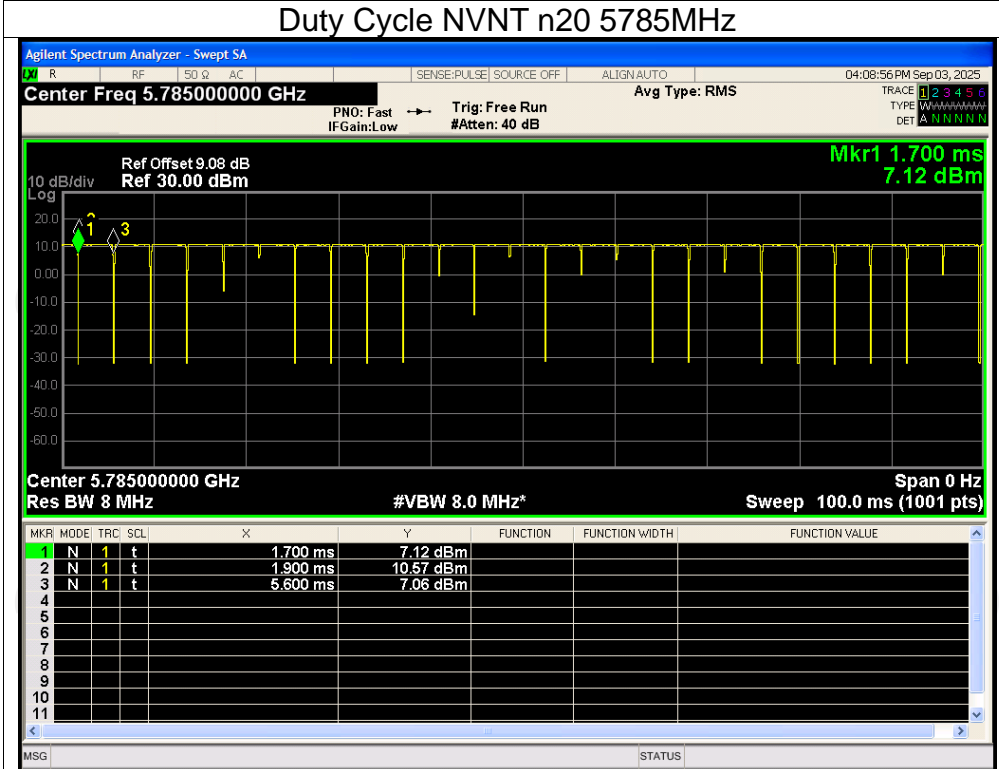 Duty Cycle NVNT n20 5785MHz
Agilent Spectrum Analyzer - Swept SA
LXI R RF 50 Ω AC SENSE:PULSE SOURCE OFF ALIGN AUTO 04:08:56 PM Sep 03, 2025
Center Freq 5.785000000 GHz Avg Type: RMS TRACE 1 2 3 4 5 6
PNO: Fast Trig: Free Run TYPE WWWWWW
IFGain:Low #Atten: 40 dB DET A N N N N N
Mkr1 1.700 ms
Ref Offset 9.08 dB
10 dB/div Ref 30.00 dBm 7.12 dBm
Log
20.0
10.0
0.00
-10.0
-20.0
-30.0
-40.0
-50.0
-60.0
1 2 3
Center 5.785000000 GHz Span 0 Hz
Res BW 8 MHz #VBW 8.0 MHz* Sweep 100.0 ms (1001 pts)
MKR MODE TRC SCL X Y FUNCTION FUNCTION WIDTH FUNCTION VALUE
1 N 1 t 1.700 ms 7.12 dBm
2 N 1 t 1.900 ms 10.57 dBm
3 N 1 t 5.600 ms 7.06 dBm
4
5
6
7
8
9
10
11
MSG STATUS